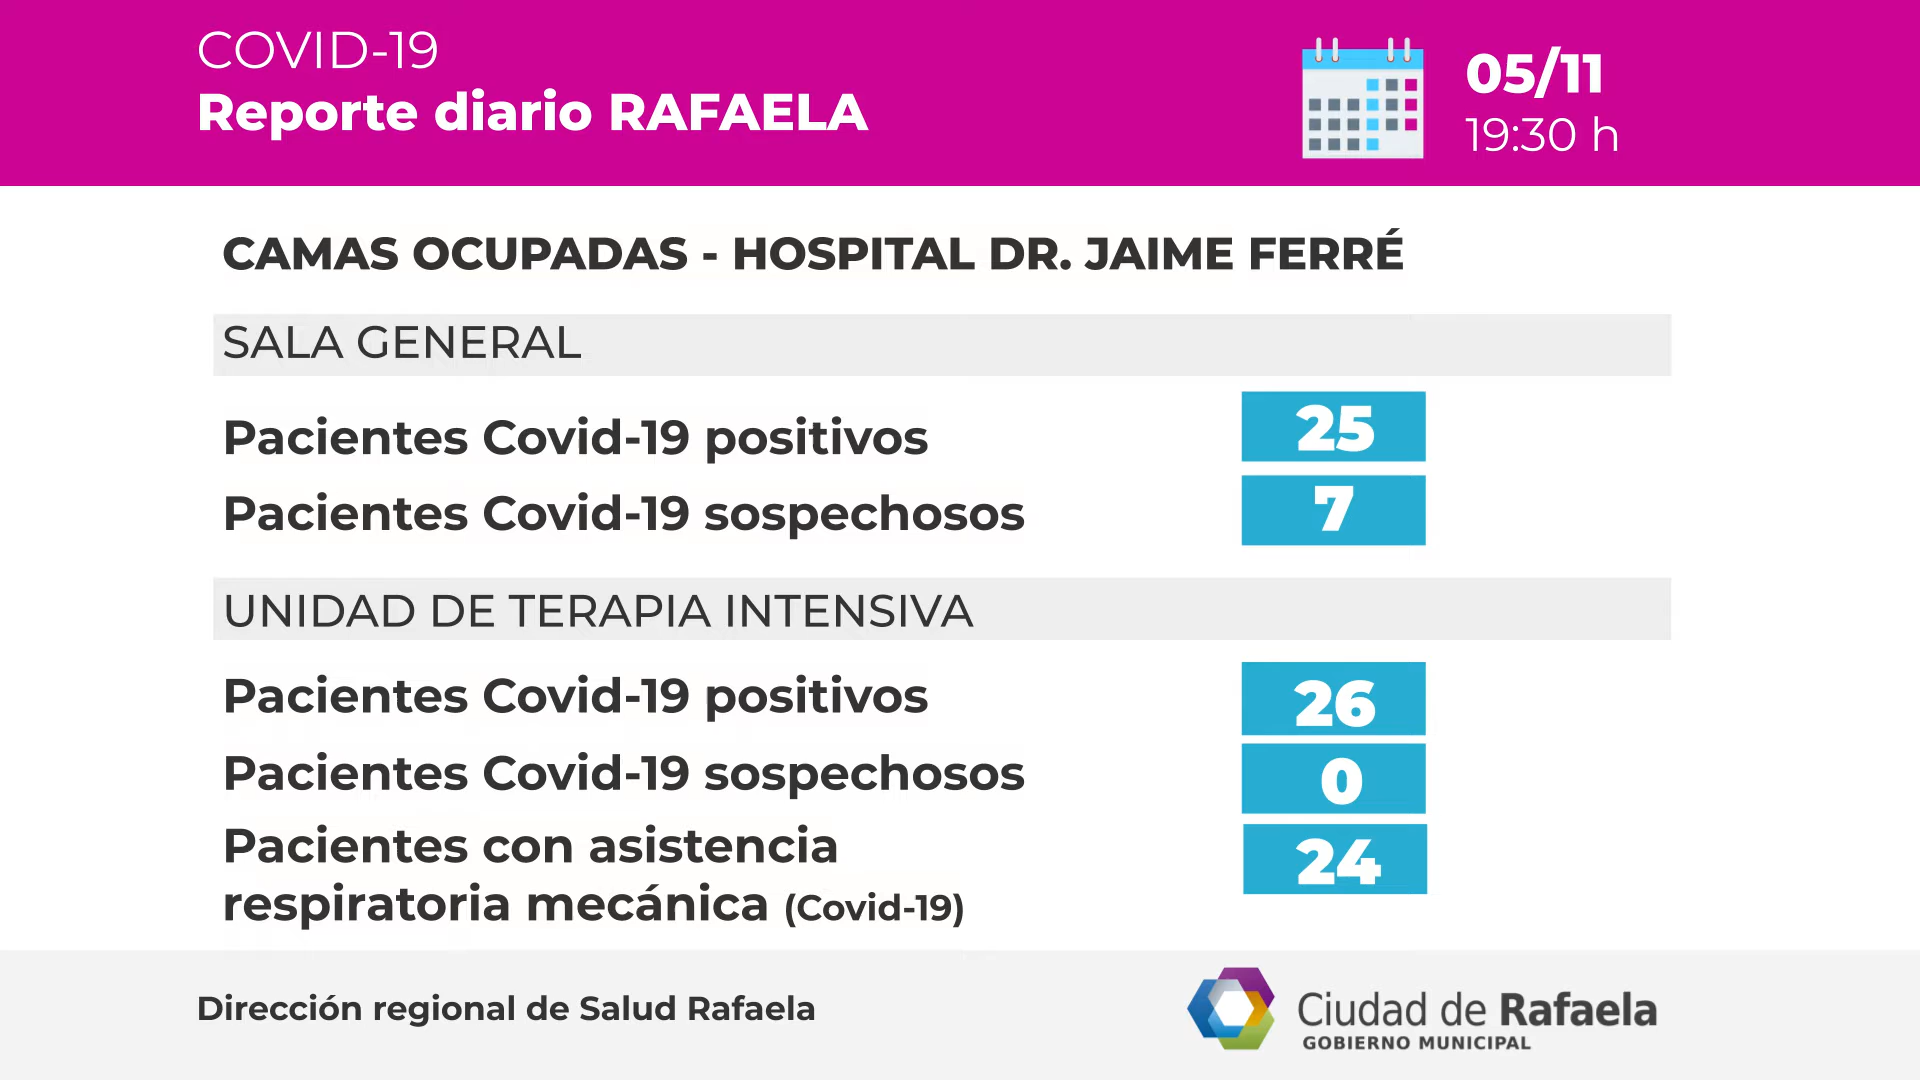 COVID-19
Reporte diario RAFAELA
05/11
19:30 h
CAMAS OCUPADAS - HOSPITAL DR. JAIME FERRÉ
SALA GENERAL
Pacientes Covid-19 positivos 25
Pacientes Covid-19 sospechosos 7
UNIDAD DE TERAPIA INTENSIVA
Pacientes Covid-19 positivos 26
Pacientes Covid-19 sospechosos 0
Pacientes con asistencia
respiratoria mecánica (Covid-19) 24
Dirección regional de Salud Rafaela
Ciudad de Rafaela
GOBIERNO MUNICIPAL